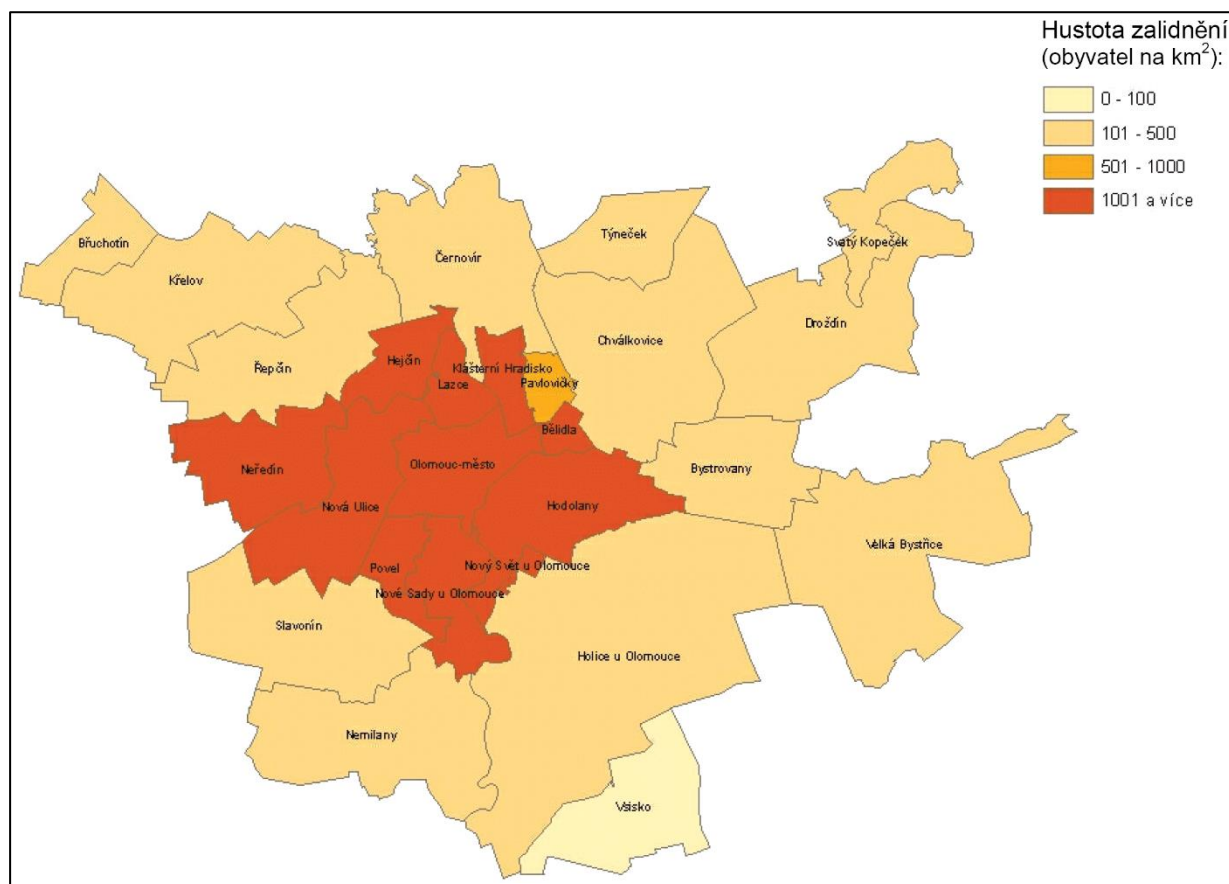 Hustota zalidnění
(obyvatel na km²):
0 - 100
101 - 500
501 - 1000
1001 a více
Týneček
Břuchotín
Svatý Kopeček
Černovír
Křelov
Droždín
Chválkovice
Hejčín
Klášterní Hradisko
Řepčín
Lazce
Pavlovičky
Bělidla
Olomouc-město
Neředín
Bystrovany
Nová Ulice
Hodolany
Velká Bystřice
Povel
Nový Svět u Olomouce
Nové Sady u Olomouce
Slavonín
Holice u Olomouce
Nemilany
Vsisko